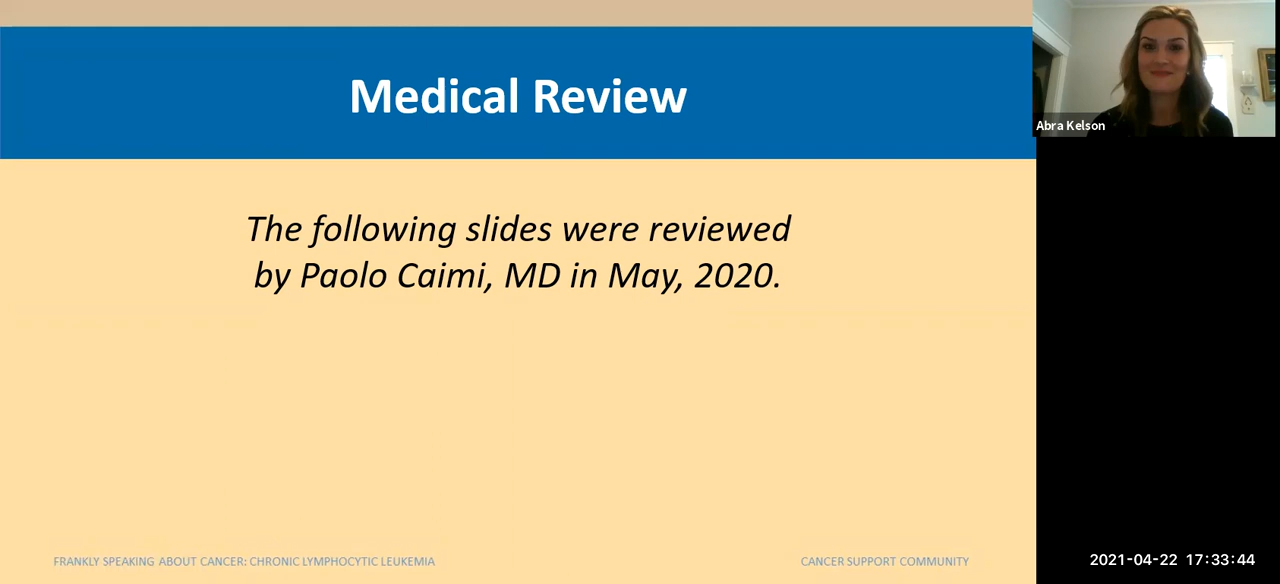 Medical Review
Abra Kelson
The following slides were reviewed
by Paolo Caimi, MD in May, 2020.
FRANKLY SPEAKING ABOUT CANCER: CHRONIC LYMPHOCYTIC LEUKEMIA
CANCER SUPPORT COMMUNITY
2021-04-22 17:33:44